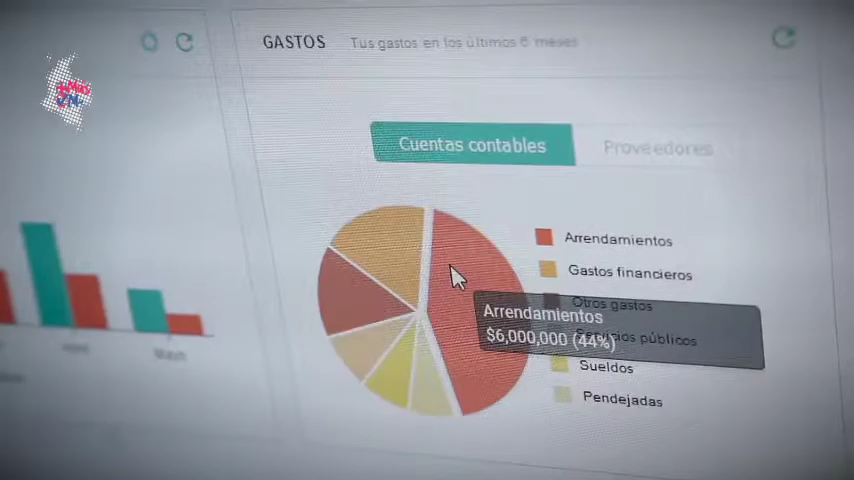 GASTOS Tus gastos en los últimos 6 meses
+Más
Cuentas contables Proveedores
Arrendamientos
Gastos financieros
Otros gastos
Arrendamientos
Servicios públicos
$6,000,000 (44%)
Sueldos
Pendejadas